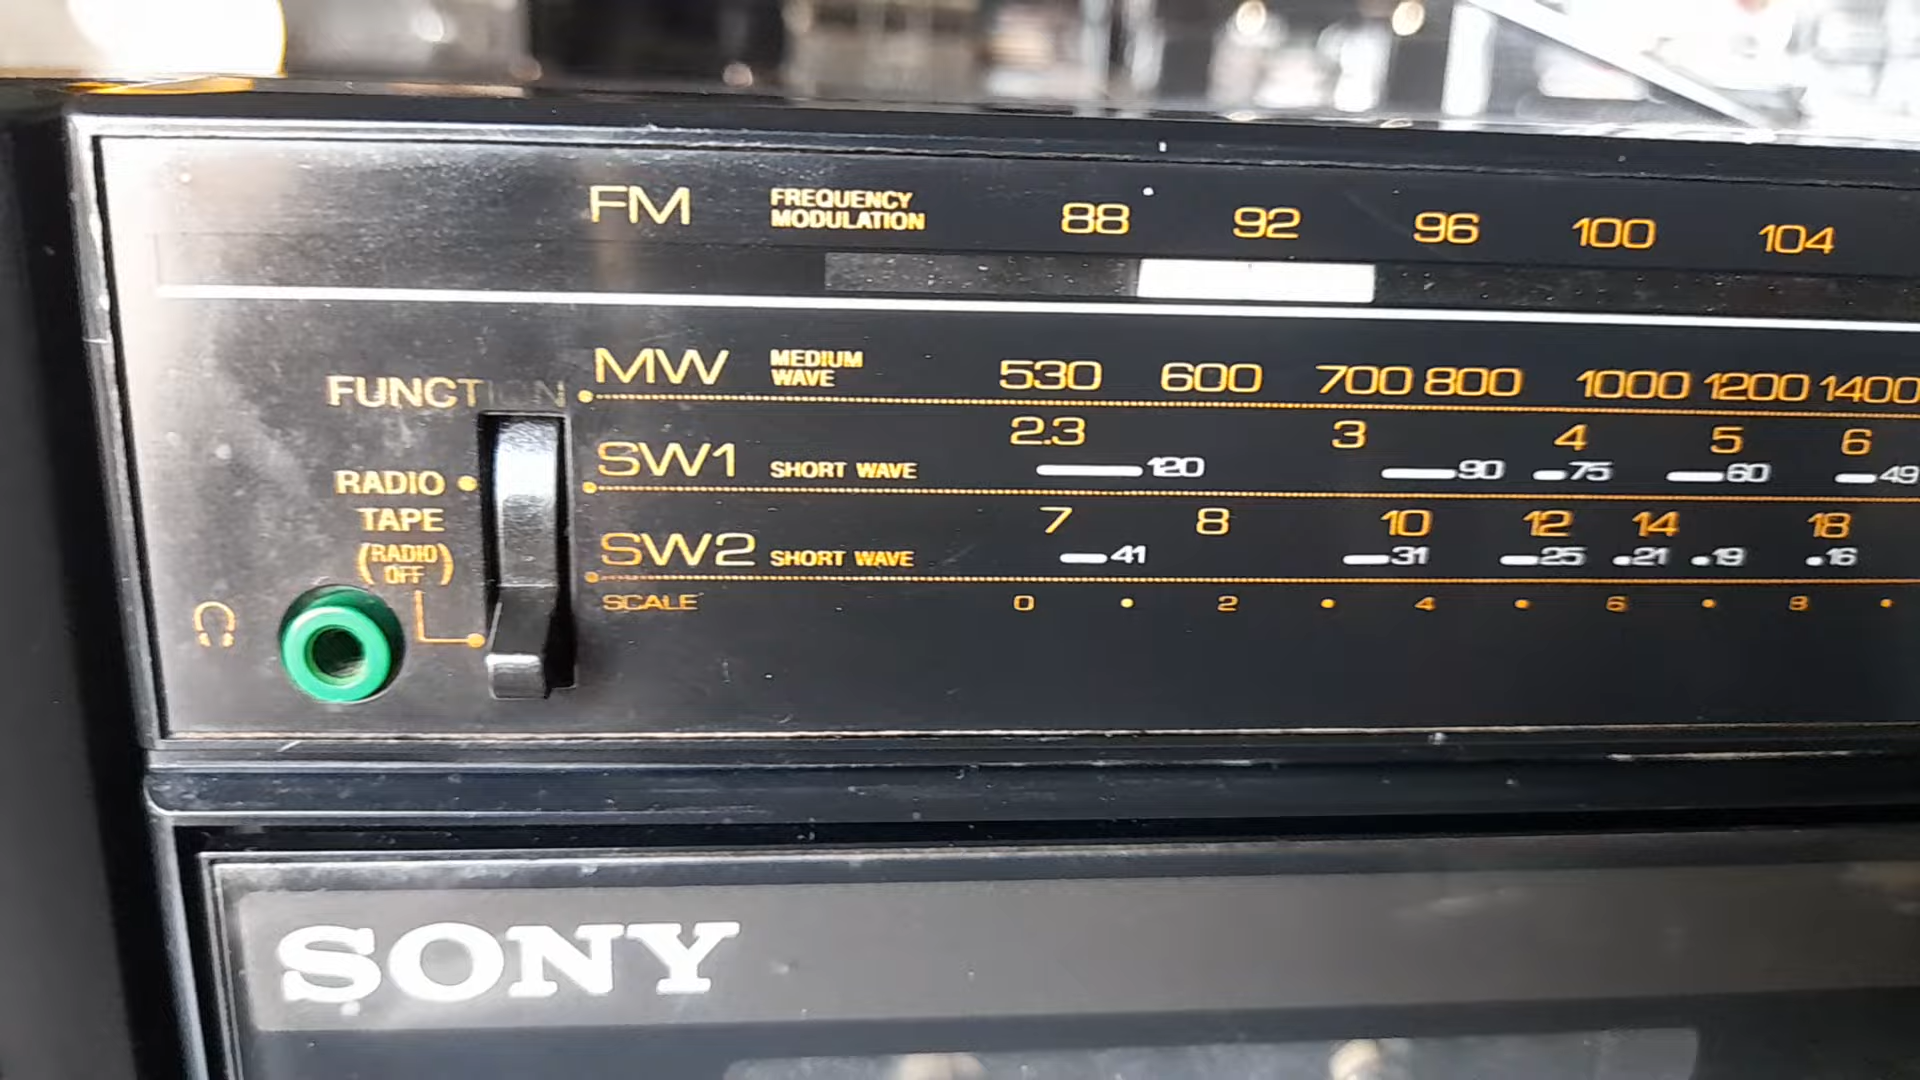 FM FREQUENCY MODULATION 88 92 96 100 104
FUNCTION
MW MEDIUM WAVE 530 600 700 800 1000 1200 1400
2.3 3 4 5 6
SW1 SHORT WAVE 120 90 75 60 49
RADIO
TAPE
(RADIO OFF)
7 8 10 12 14 18
SW2 SHORT WAVE 41 31 25 21 19 16
SCALE 0 2 4 6 8
SONY